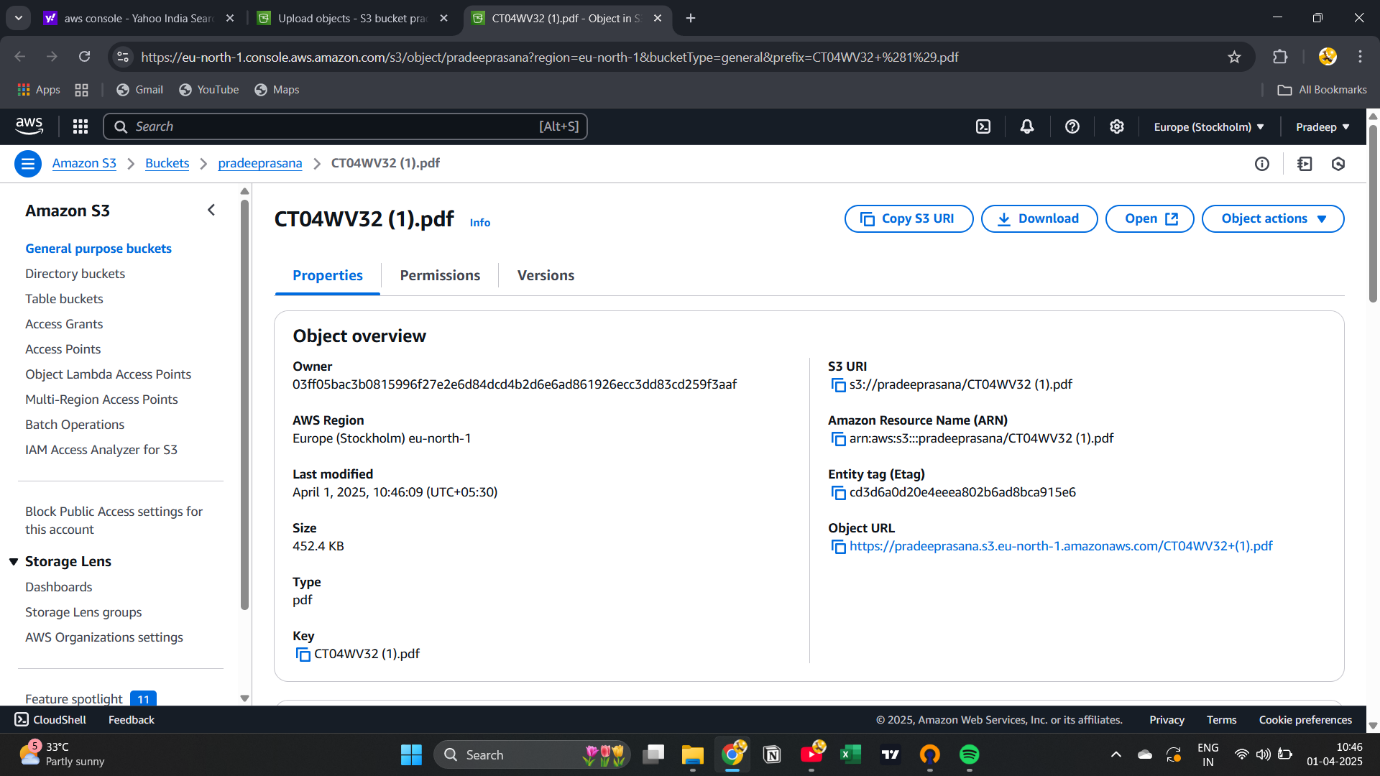 aws console - Yahoo India Sear
Upload objects - S3 bucket prad
CT04WV32 (1).pdf - Object in S
https://eu-north-1.console.aws.amazon.com/s3/object/pradeeprasana?region=eu-north-1&bucketType=general&prefix=CT04WV32+%281%29.pdf
Apps
Gmail
YouTube
Maps
All Bookmarks
aws
Search
[Alt+S]
Europe (Stockholm)
Pradeep
Amazon S3
Buckets
pradeeprasana
CT04WV32 (1).pdf
Amazon S3
General purpose buckets
Directory buckets
Table buckets
Access Grants
Access Points
Object Lambda Access Points
Multi-Region Access Points
Batch Operations
IAM Access Analyzer for S3
Block Public Access settings for
this account
Storage Lens
Dashboards
Storage Lens groups
AWS Organizations settings
Feature spotlight 11
CT04WV32 (1).pdf Info
Copy S3 URI
Download
Open
Object actions
Properties
Permissions
Versions
Object overview
Owner
03ff05bac3b0815996f27e2e6d84dcd4b2d6e6ad861926ecc3dd83cd259f3aaf
AWS Region
Europe (Stockholm) eu-north-1
Last modified
April 1, 2025, 10:46:09 (UTC+05:30)
Size
452.4 KB
Type
pdf
Key
CT04WV32 (1).pdf
S3 URI
s3://pradeeprasana/CT04WV32 (1).pdf
Amazon Resource Name (ARN)
arn:aws:s3:::pradeeprasana/CT04WV32 (1).pdf
Entity tag (Etag)
cd3d6a0d20e4eeea802b6ad8bca915e6
Object URL
https://pradeeprasana.s3.eu-north-1.amazonaws.com/CT04WV32+(1).pdf
CloudShell
Feedback
© 2025, Amazon Web Services, Inc. or its affiliates.
Privacy
Terms
Cookie preferences
5
33°C
Partly sunny
Search
ENG
IN
10:46
01-04-2025